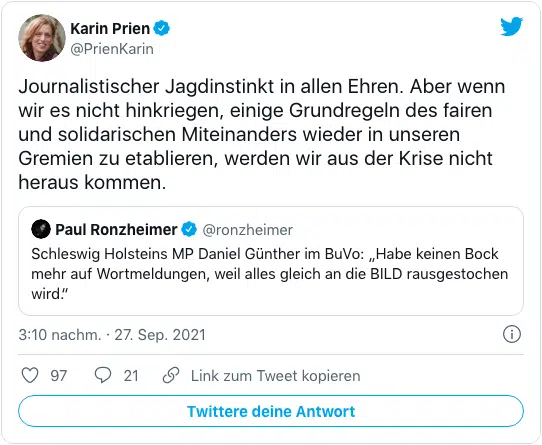 Karin Prien
@PrienKarin
Journalistischer Jagdinstinkt in allen Ehren. Aber wenn
wir es nicht hinkriegen, einige Grundregeln des fairen
und solidarischen Miteinanders wieder in unseren
Gremien zu etablieren, werden wir aus der Krise nicht
heraus kommen.
Paul Ronzheimer @ronzheimer
Schleswig Holsteins MP Daniel Günther im BuVo: „Habe keinen Bock
mehr auf Wortmeldungen, weil alles gleich an die BILD rausgestochen
wird.“
3:10 nachm. · 27. Sep. 2021
97 21 Link zum Tweet kopieren
Twittere deine Antwort